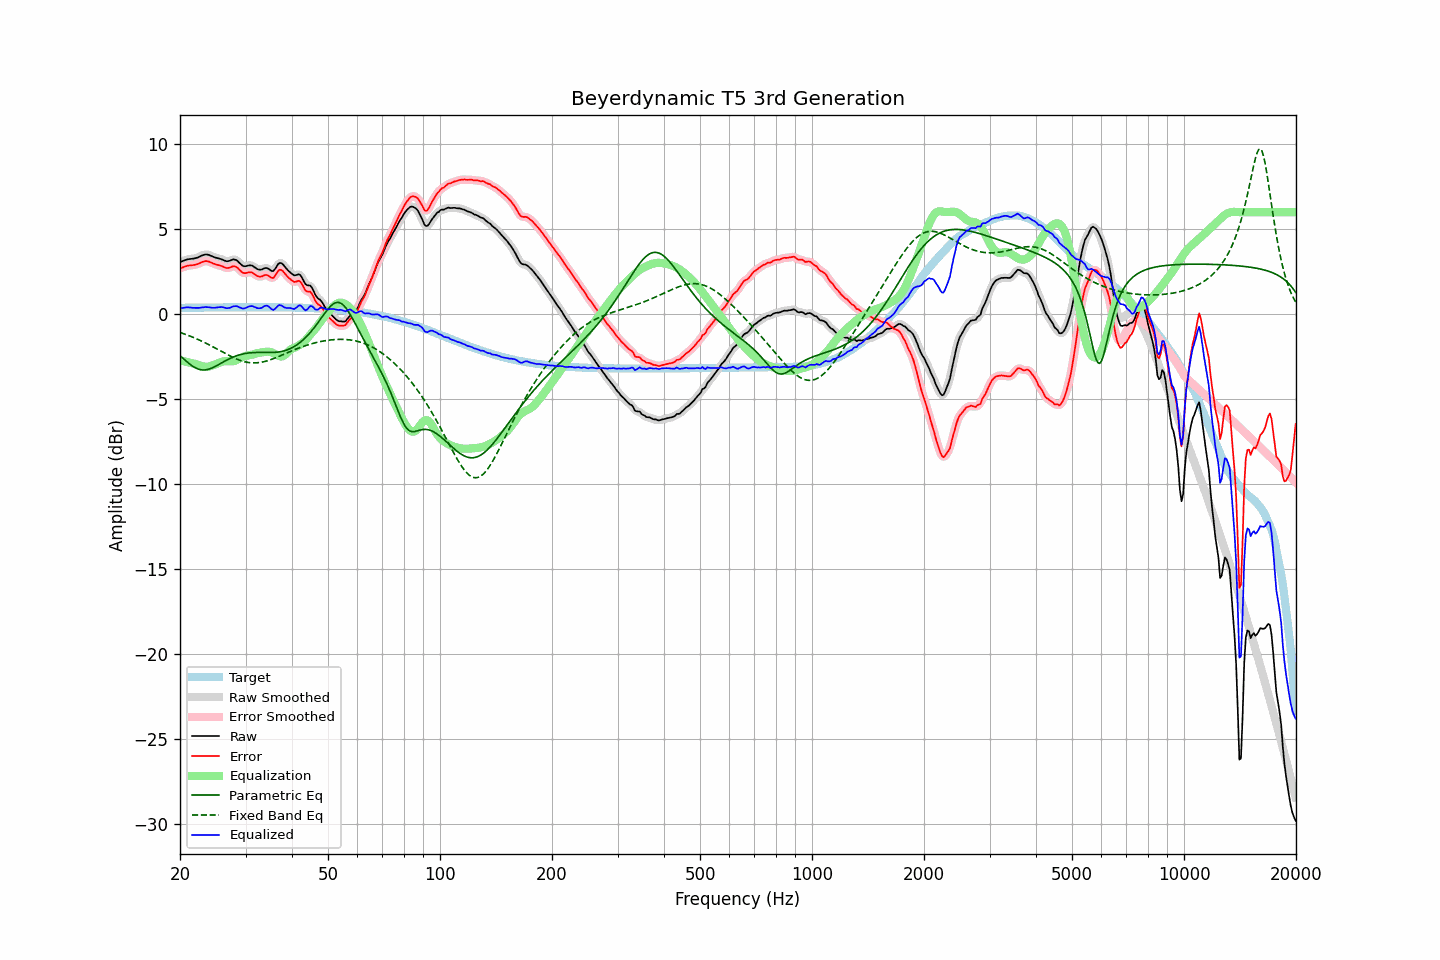 Beyerdynamic T5 3rd Generation
10
5
0
−5
−10
−15
−20
−25
−30
Amplitude (dBr)
Target
Raw Smoothed
Error Smoothed
Raw
Error
Equalization
Parametric Eq
Fixed Band Eq
Equalized
20
50
100
200
500
1000
2000
5000
10000
20000
Frequency (Hz)